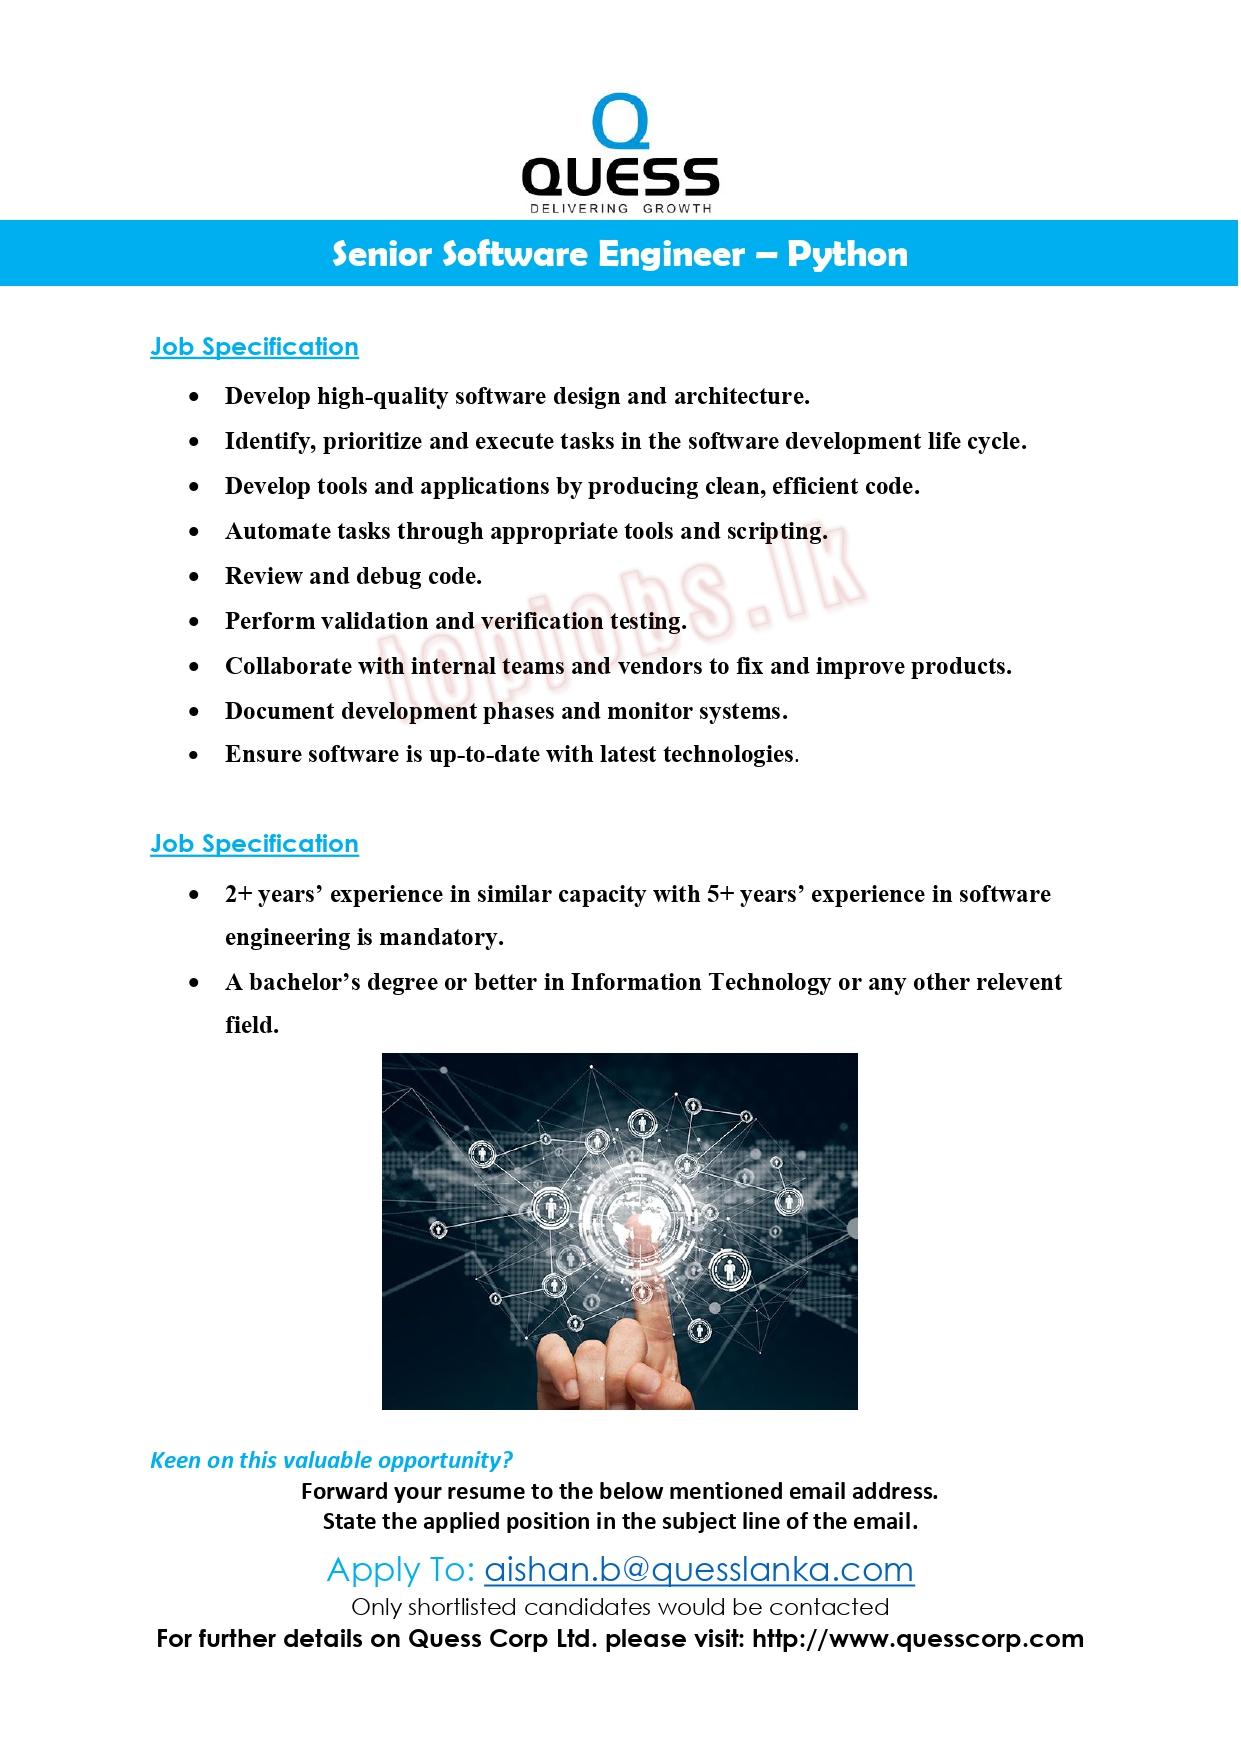 Q
QUESS
DELIVERING GROWTH
Senior Software Engineer – Python
Job Specification
• Develop high-quality software design and architecture.
• Identify, prioritize and execute tasks in the software development life cycle.
• Develop tools and applications by producing clean, efficient code.
• Automate tasks through appropriate tools and scripting.
• Review and debug code.
• Perform validation and verification testing.
topjobs.lk
• Collaborate with internal teams and vendors to fix and improve products.
• Document development phases and monitor systems.
• Ensure software is up-to-date with latest technologies.
Job Specification
• 2+ years’ experience in similar capacity with 5+ years’ experience in software
engineering is mandatory.
• A bachelor’s degree or better in Information Technology or any other relevent
field.
Keen on this valuable opportunity?
Forward your resume to the below mentioned email address.
State the applied position in the subject line of the email.
Apply To: aishan.b@quesslanka.com
Only shortlisted candidates would be contacted
For further details on Quess Corp Ltd. please visit: http://www.quesscorp.com